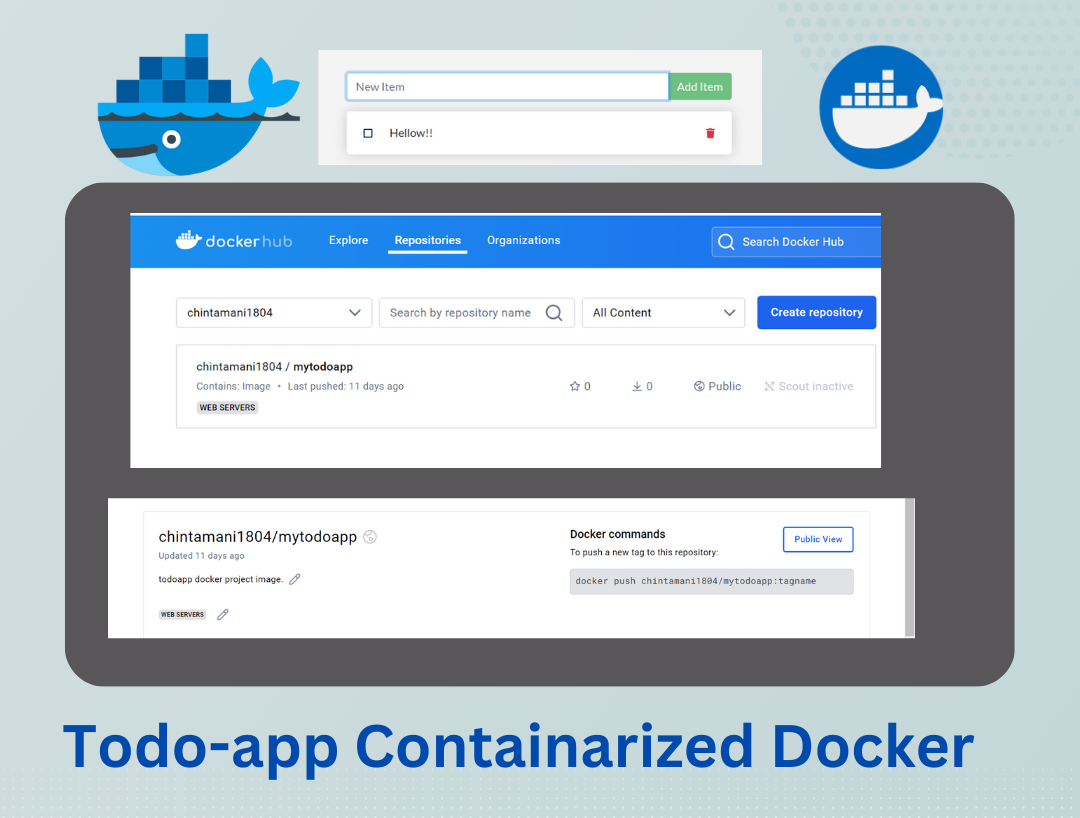 New Item
Add Item
Hellow!!
docker hub
Explore
Repositories
Organizations
Search Docker Hub
chintamani1804
Search by repository name
All Content
Create repository
chintamani1804 / mytodoapp
Contains: Image • Last pushed: 11 days ago
0
0
Public
Scout inactive
WEB SERVERS
chintamani1804/mytodoapp
Updated 11 days ago
todoapp docker project image.
WEB SERVERS
Docker commands
Public View
To push a new tag to this repository:
docker push chintamani1804/mytodoapp:tagname
Todo-app Containarized Docker